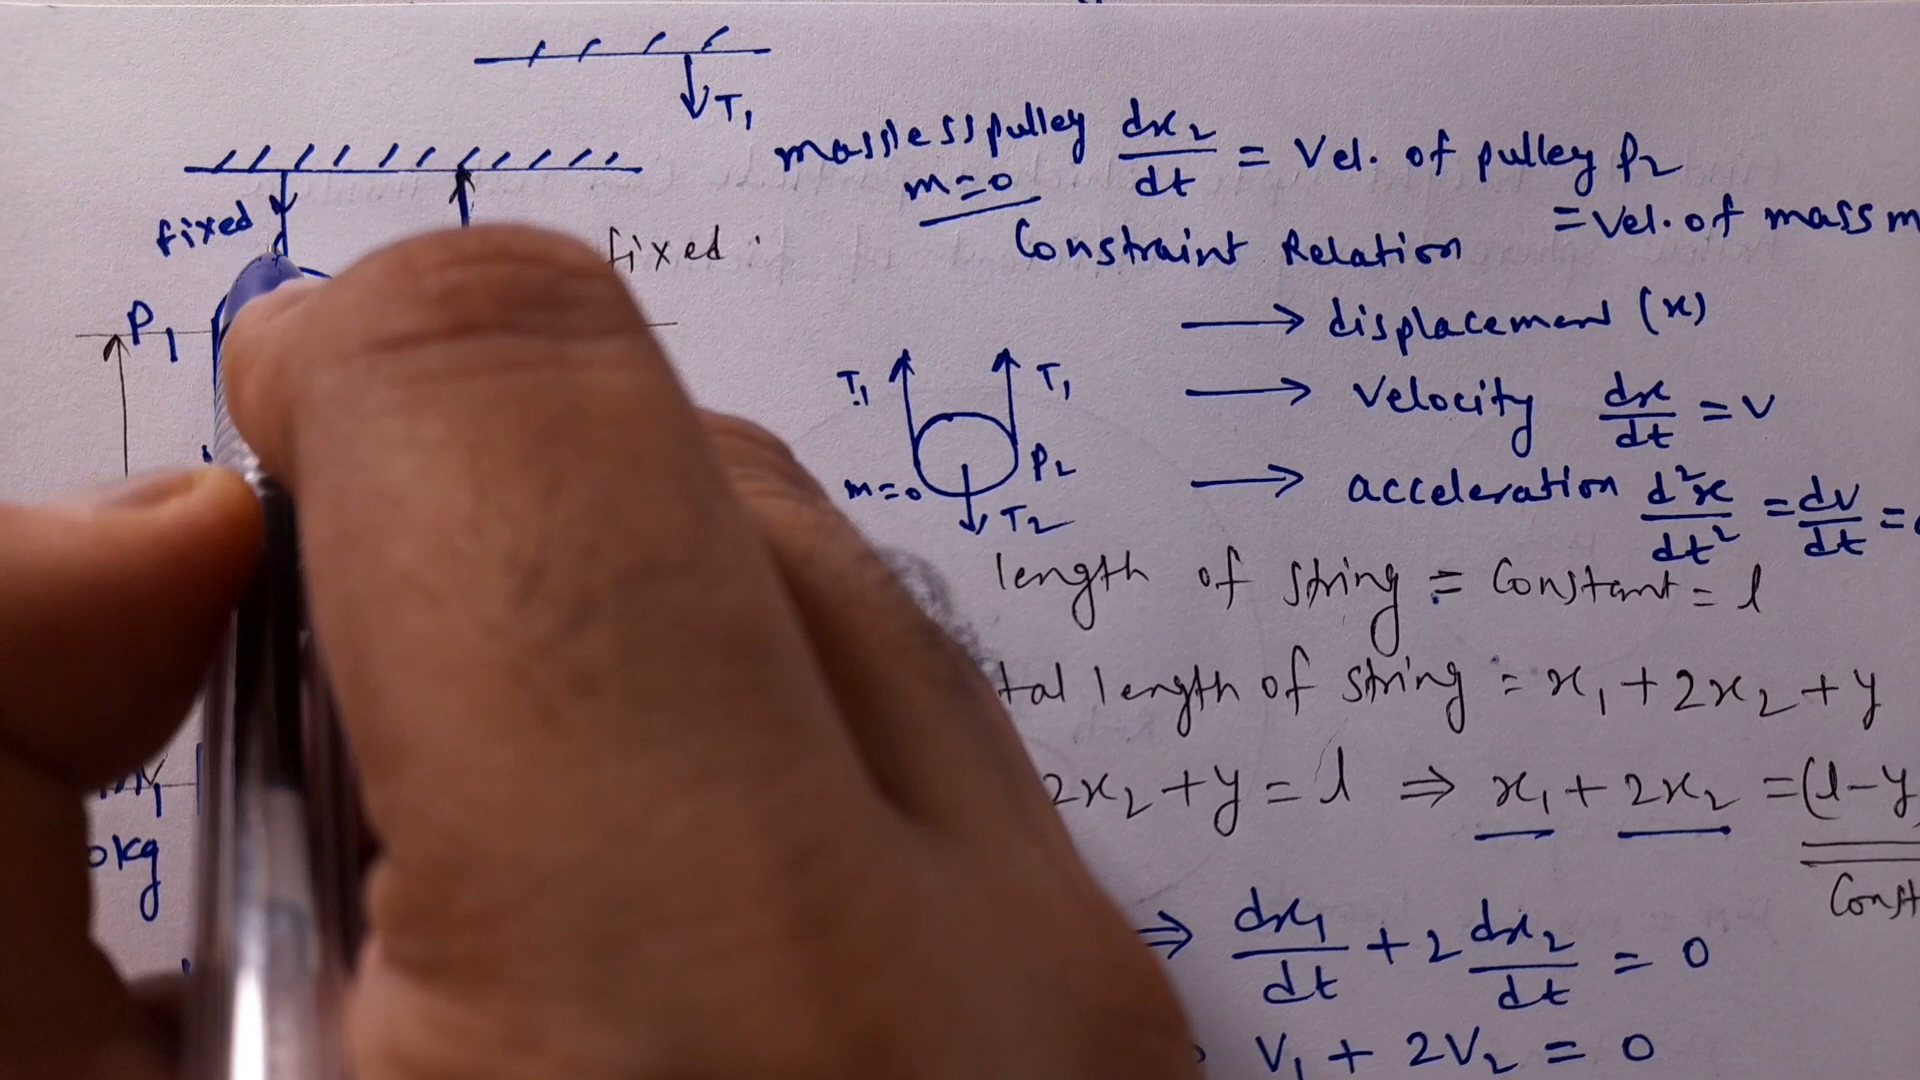 T1
massless pulley dx2/dt = Vel. of pulley P2
m=0
= Vel. of mass m
fixed
fixed
Constraint Relation
P1
→ displacement (x)
T1 T1
→ Velocity dx/dt = v
P2
m=0
T2
→ acceleration d²x/dt² = dv/dt =
length of string = Constant = l
tal length of string = x1 + 2x2 + y
2x2 + y = l ⇒ x1 + 2x2 = (l-y
m1
0kg
Const
⇒ dx1/dt + 2 dx2/dt = 0
V1 + 2V2 = 0